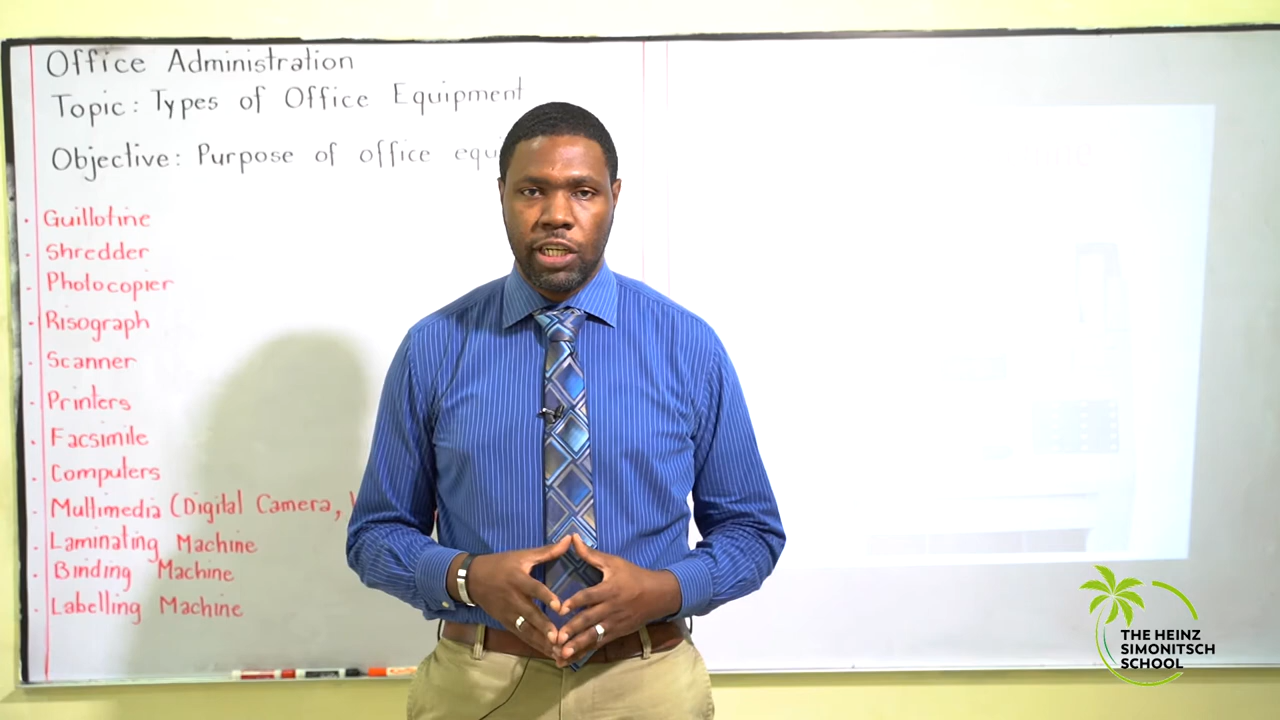 Office Administration
Topic: Types of Office Equipment
Objective: Purpose of office equi
· Guillotine
· Shredder
· Photocopier
· Risograph
· Scanner
· Printers
· Facsimile
· Computers
· Multimedia (Digital Camera,
· Laminating Machine
· Binding Machine
· Labelling Machine
THE HEINZ
SIMONITSCH
SCHOOL